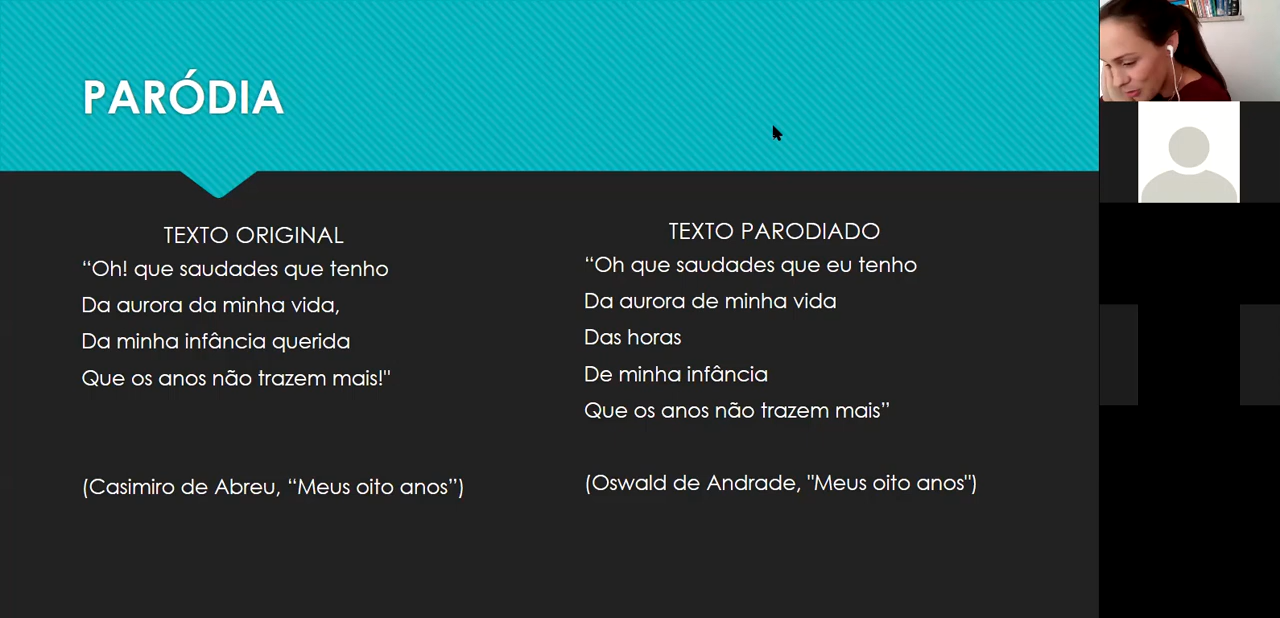 PARÓDIA
TEXTO ORIGINAL
“Oh! que saudades que tenho
Da aurora da minha vida,
Da minha infância querida
Que os anos não trazem mais!"
(Casimiro de Abreu, “Meus oito anos”)
TEXTO PARODIADO
“Oh que saudades que eu tenho
Da aurora de minha vida
Das horas
De minha infância
Que os anos não trazem mais”
(Oswald de Andrade, "Meus oito anos")